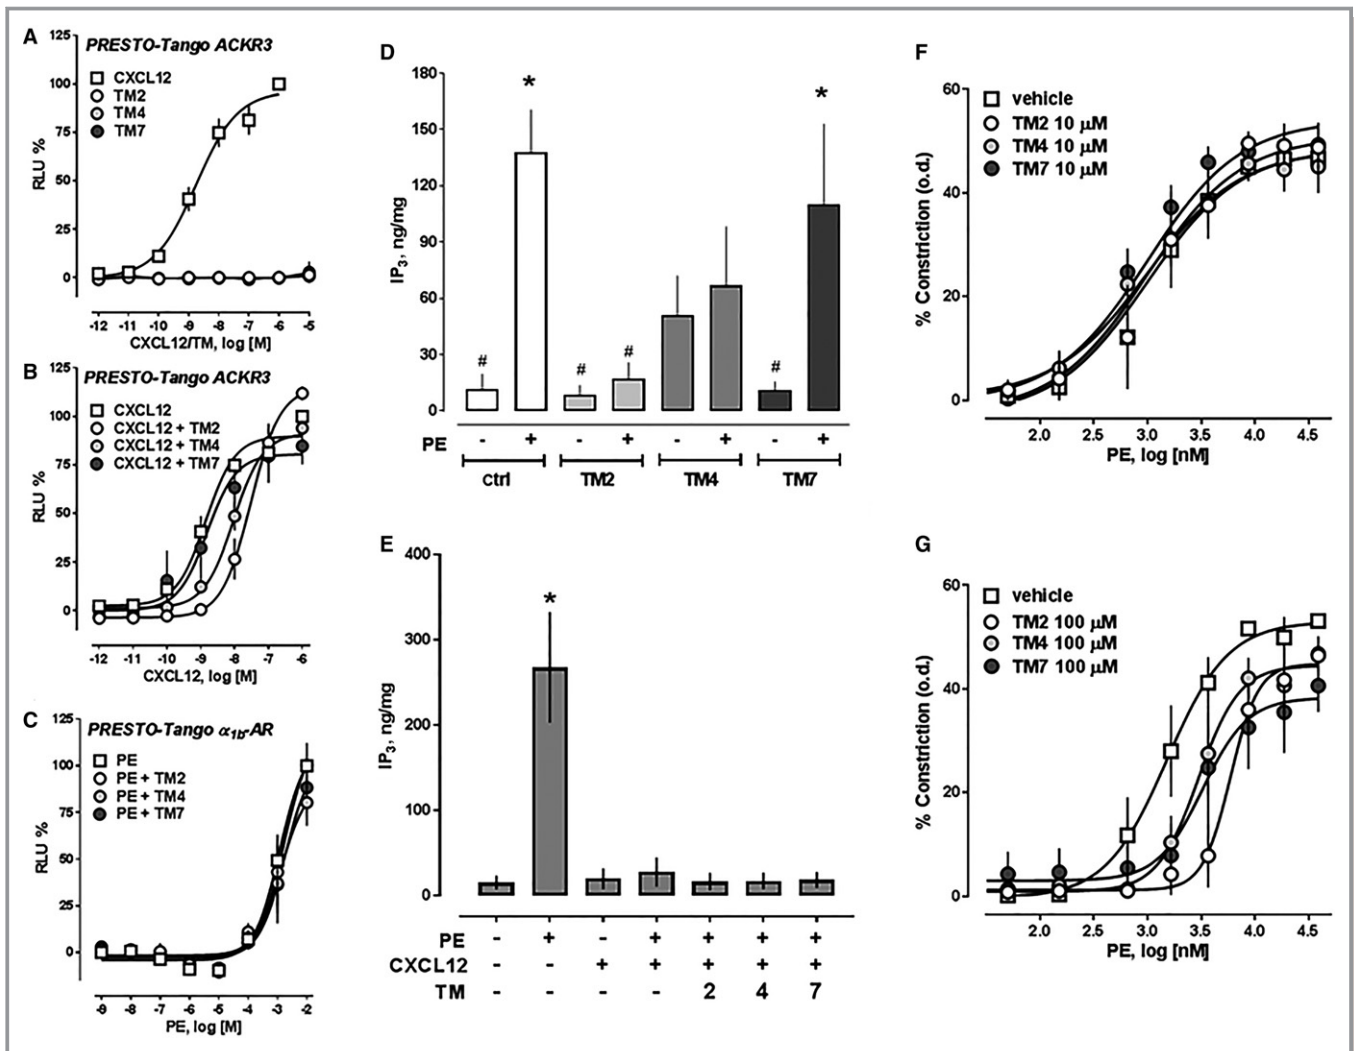 A
PRESTO-Tango ACKR3
CXCL12
TM2
TM4
TM7
RLU %
125
100
75
50
25
0
-12 -11 -10 -9 -8 -7 -6 -5
CXCL12/TM, log [M]
B
PRESTO-Tango ACKR3
CXCL12
CXCL12 + TM2
CXCL12 + TM4
CXCL12 + TM7
RLU %
125
100
75
50
25
0
-12 -11 -10 -9 -8 -7 -6
CXCL12, log [M]
C
PRESTO-Tango α1b-AR
PE
PE + TM2
PE + TM4
PE + TM7
RLU %
125
100
75
50
25
0
-9 -8 -7 -6 -5 -4 -3 -2
PE, log [M]
D
IP3, ng/mg
180
150
120
90
60
30
0
# * # # # *
PE - + - + - + - +
ctrl TM2 TM4 TM7
E
IP3, ng/mg
400
300
200
100
0
*
PE - + - + + + +
CXCL12 - - + + + + +
TM - - - - 2 4 7
F
vehicle
TM2 10 µM
TM4 10 µM
TM7 10 µM
% Constriction (o.d.)
60
40
20
0
2.0 2.5 3.0 3.5 4.0 4.5
PE, log [nM]
G
vehicle
TM2 100 µM
TM4 100 µM
TM7 100 µM
% Constriction (o.d.)
60
40
20
0
2.0 2.5 3.0 3.5 4.0 4.5
PE, log [nM]